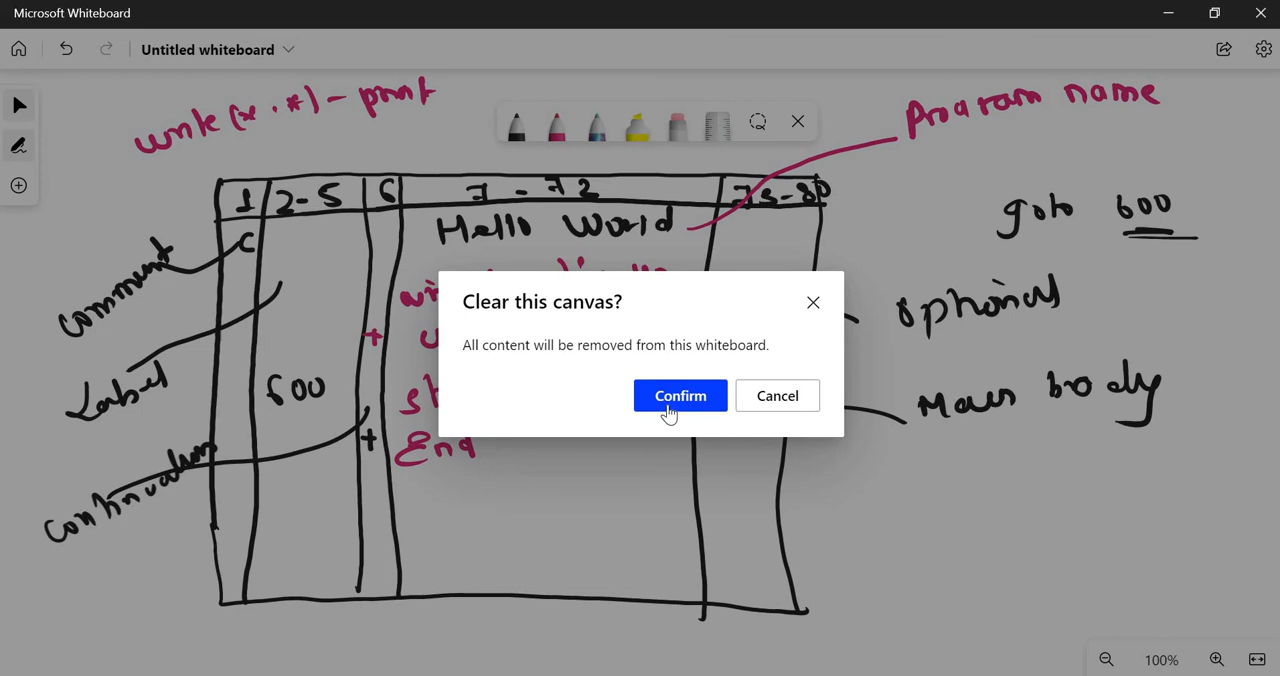 Microsoft Whiteboard
Untitled whiteboard
write (*,*) - print
Program name
1 2-5 6 7-72 73-80
Hello World
goto 600
C
comment
optional
Clear this canvas?
All content will be removed from this whiteboard.
+
Label
600
Main body
Confirm Cancel
+
End
continuation
100%